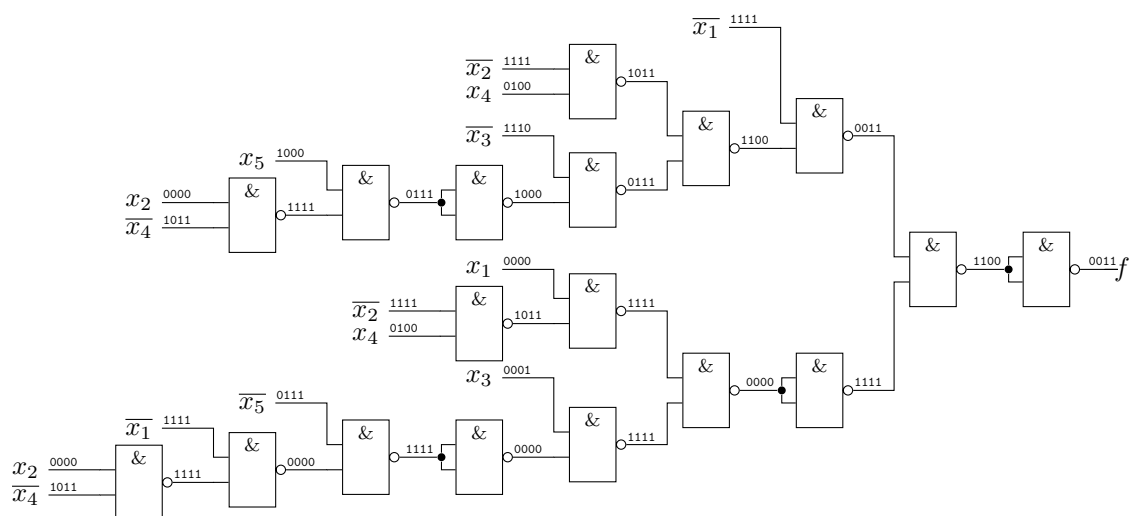 x̅₁ 1111
x̅₂ 1111 & 1011
x₄ 0100
& 0011
& 1100
x̅₃ 1110
& 0111
x₅ 1000
& 0111 & 1000
x₂ 0000 & 1111
x̅₄ 1011
& 1100 & 0011 f
x₁ 0000
& 1111
x̅₂ 1111 & 1011
x₄ 0100
& 0000 & 1111
x₃ 0001
& 1111
x̅₅ 0111
& 1111 & 0000
x̅₁ 1111
& 0000
x₂ 0000 & 1111
x̅₄ 1011